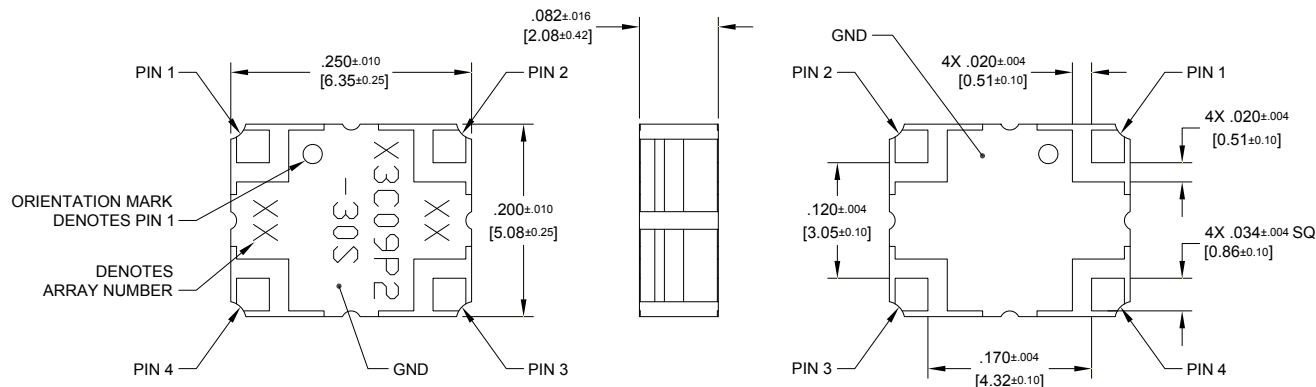 .082±.016
[2.08±0.42]
.250±.010
[6.35±0.25]
PIN 1
PIN 2
ORIENTATION MARK
DENOTES PIN 1
DENOTES
ARRAY NUMBER
XX
X3C09P2
-30S
XX
.200±.010
[5.08±0.25]
PIN 4
GND
PIN 3
GND
4X .020±.004
[0.51±0.10]
PIN 2
PIN 1
4X .020±.004
[0.51±0.10]
.120±.004
[3.05±0.10]
4X .034±.004 SQ
[0.86±0.10]
PIN 3
.170±.004
[4.32±0.10]
PIN 4